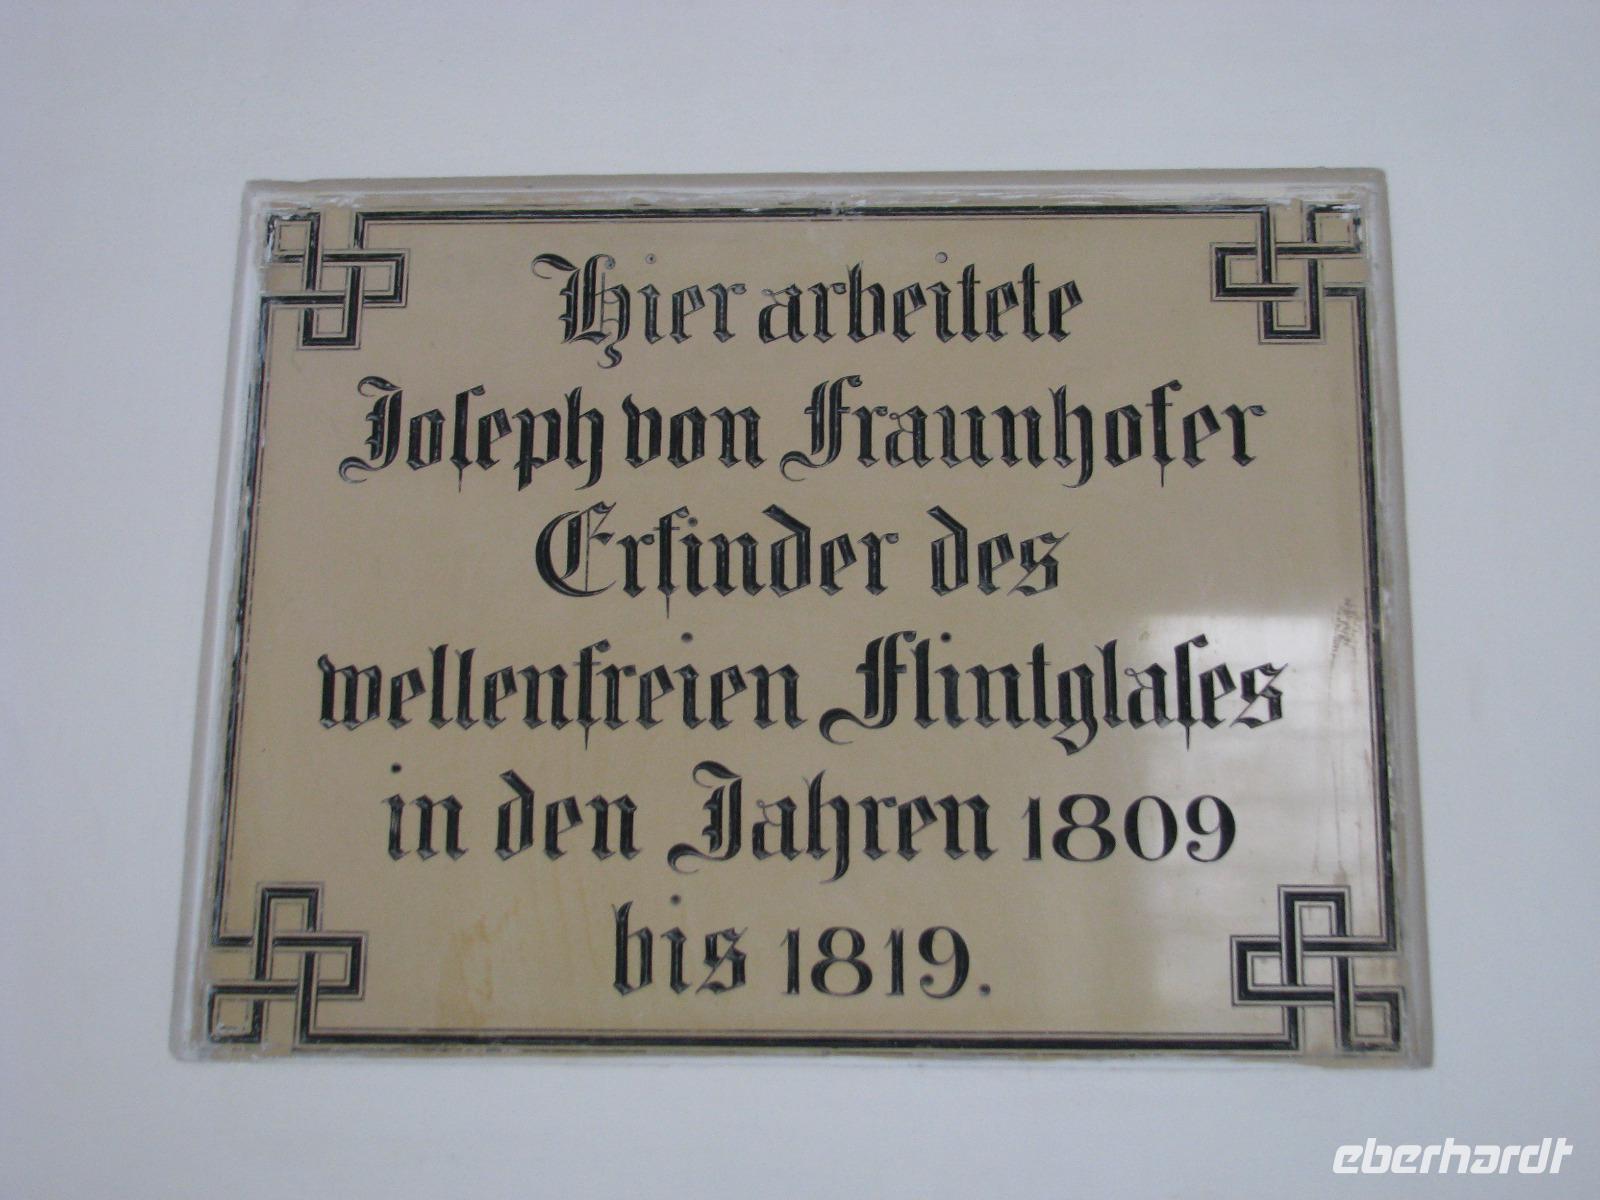 Hier arbeitete
Joſeph von Fraunhofer
Erfinder des
wellenfreien Flintglaſes
in den Jahren 1809
bis 1819.
eberhardt